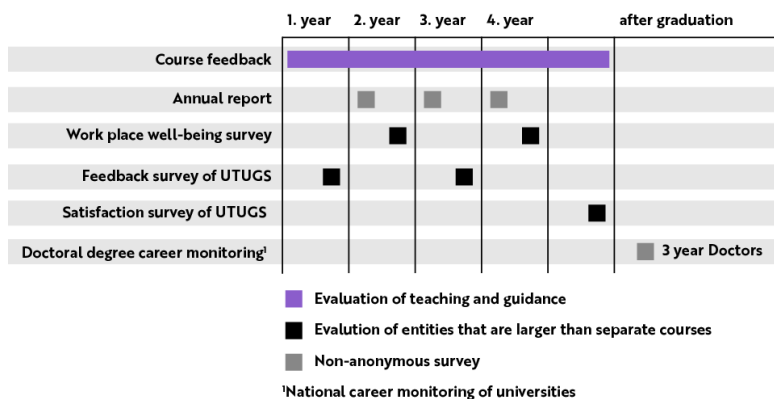 1. year 2. year 3. year 4. year after graduation
Course feedback
Annual report
Work place well-being survey
Feedback survey of UTUGS
Satisfaction survey of UTUGS
Doctoral degree career monitoring¹ 3 year Doctors
Evaluation of teaching and guidance
Evalution of entities that are larger than separate courses
Non-anonymous survey
¹National career monitoring of universities